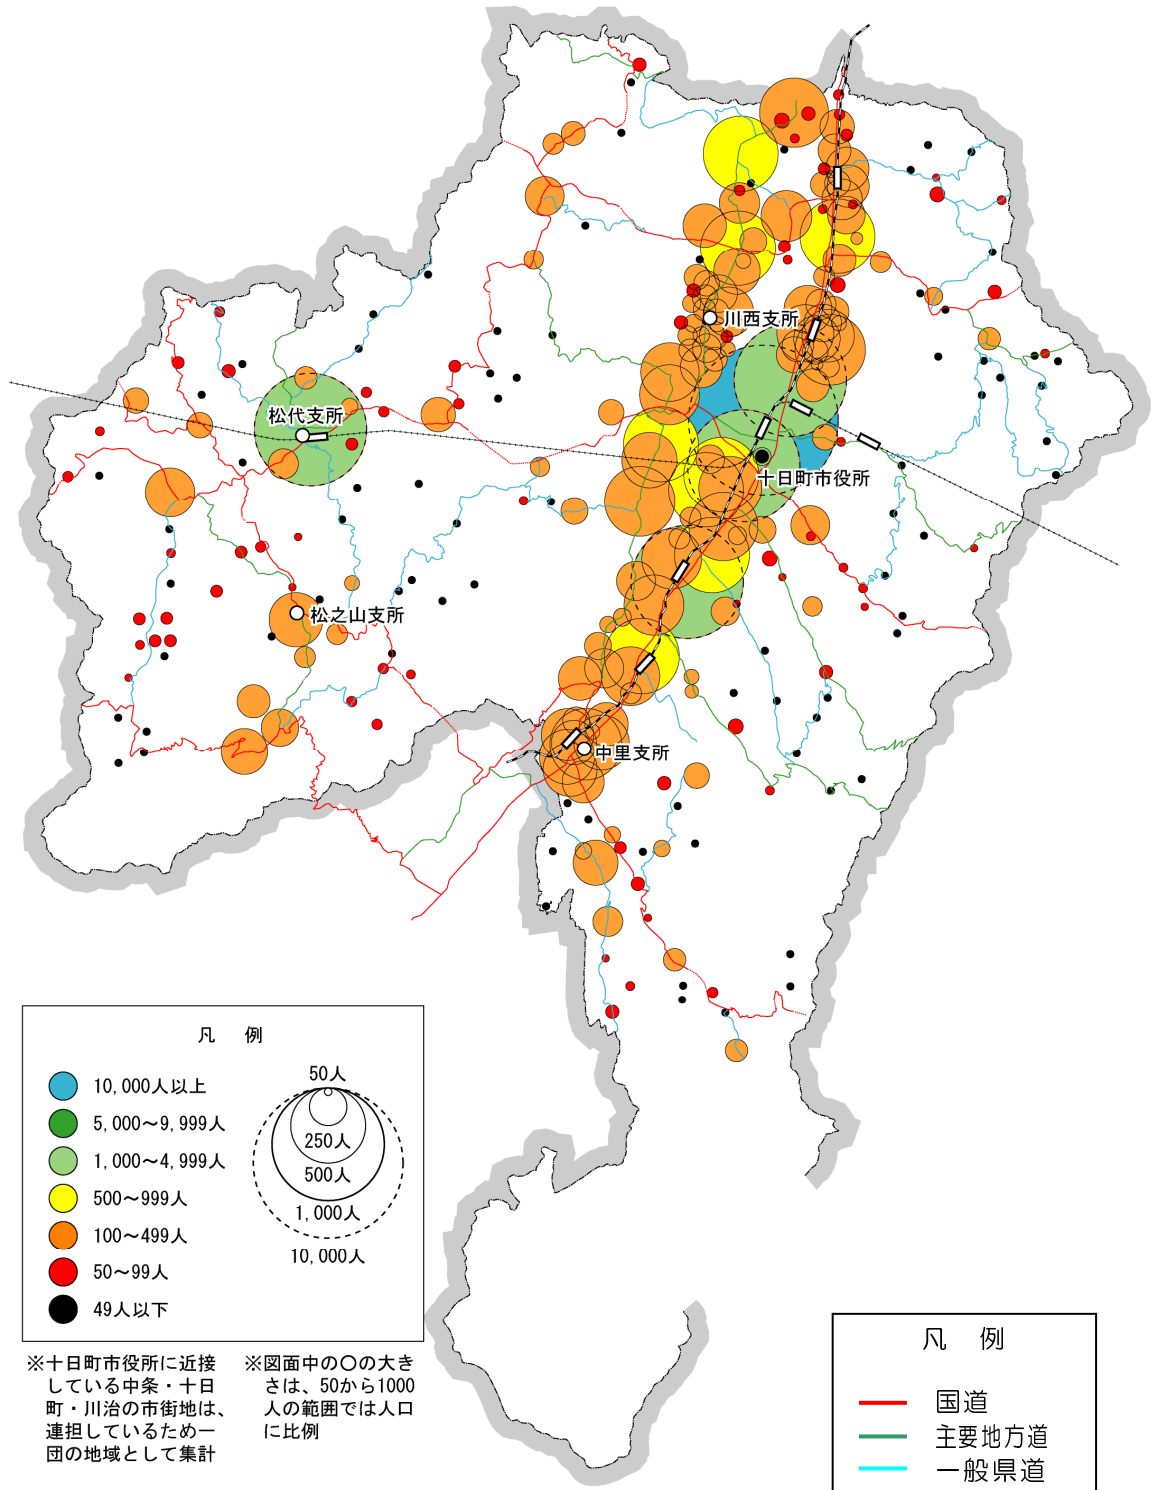 川西支所
松代支所
十日町市役所
松之山支所
中里支所
凡 例
10,000人以上
5,000～9,999人
1,000～4,999人
500～999人
100～499人
50～99人
49人以下
50人
250人
500人
1,000人
10,000人
※十日町市役所に近接
している中条・十日
町・川治の市街地は、
連担しているため一
団の地域として集計
※図面中の○の大き
さは、50から1000
人の範囲では人口
に比例
凡 例
国道
主要地方道
一般県道